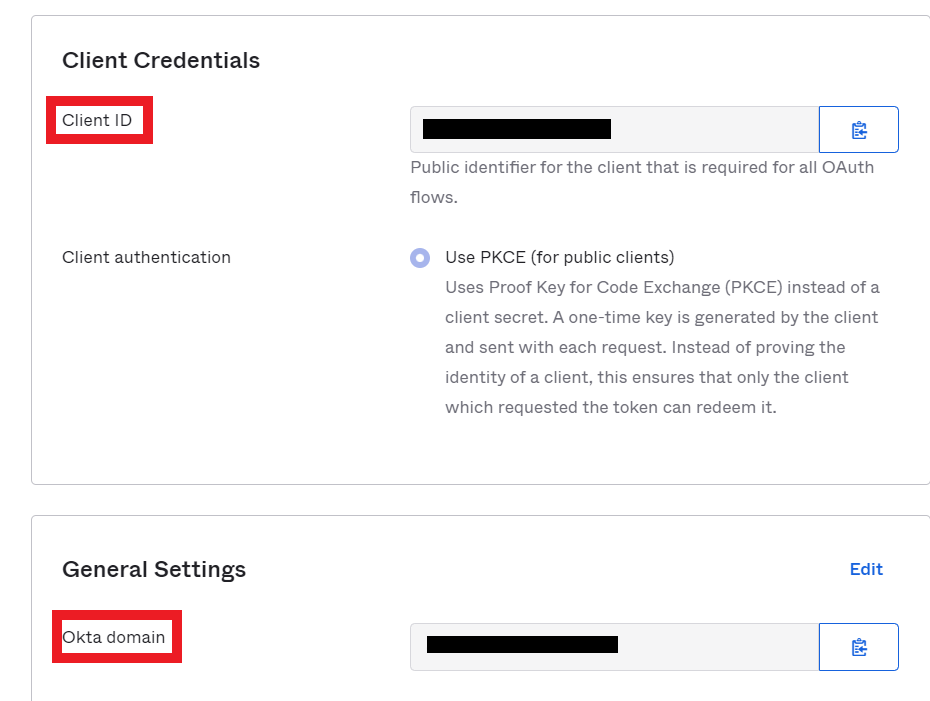 Client Credentials
Client ID
Public identifier for the client that is required for all OAuth
flows.
Client authentication
Use PKCE (for public clients)
Uses Proof Key for Code Exchange (PKCE) instead of a
client secret. A one-time key is generated by the client
and sent with each request. Instead of proving the
identity of a client, this ensures that only the client
which requested the token can redeem it.
General Settings
Edit
Okta domain